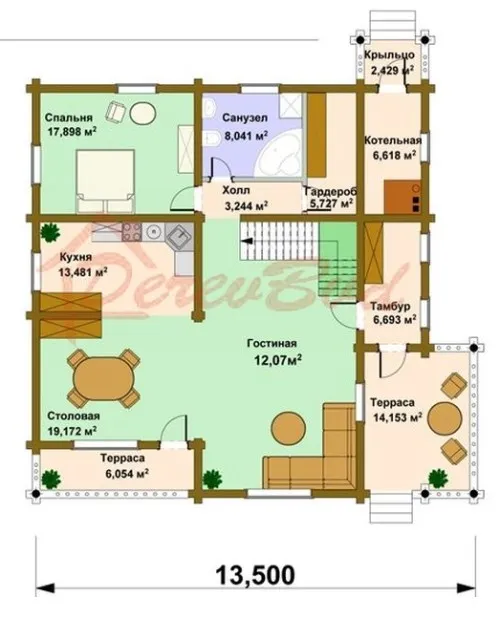 Крыльцо
2,429 м²
Спальня
17,898 м²
Санузел
8,041 м²
Котельная
6,618 м²
Холл
3,244 м²
Гардероб
5,727 м²
Кухня
13,481 м²
DerevBud
Тамбур
6,693 м²
Гостиная
12,07м²
Терраса
14,153 м²
Столовая
19,172 м²
Терраса
6,054 м²
13,500